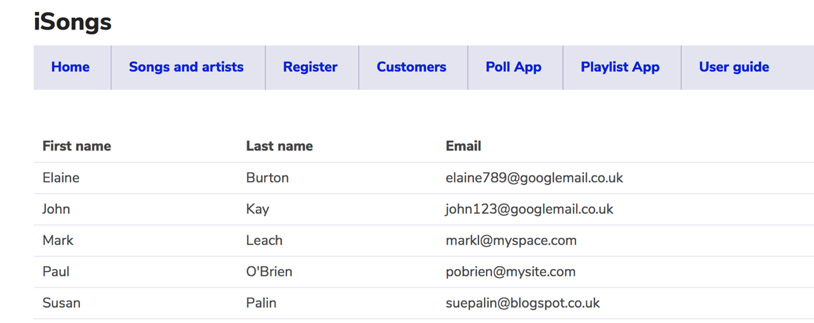 iSongs
Home Songs and artists Register Customers Poll App Playlist App User guide
First name Last name Email
Elaine Burton elaine789@googlemail.co.uk
John Kay john123@googlemail.co.uk
Mark Leach markl@myspace.com
Paul O'Brien pobrien@mysite.com
Susan Palin suepalin@blogspot.co.uk